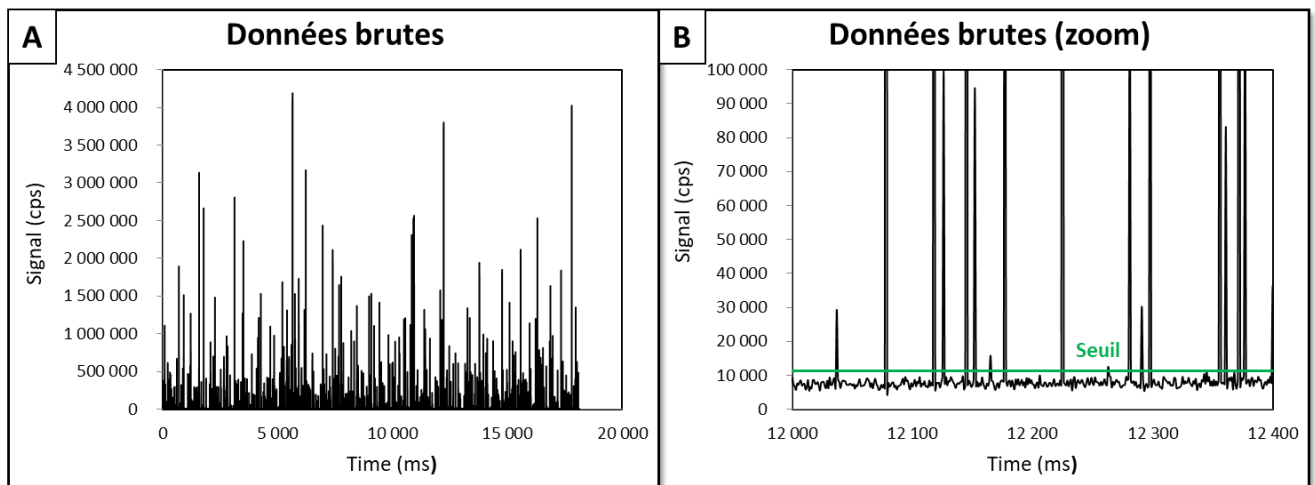 A
Données brutes
4 500 000
4 000 000
3 500 000
3 000 000
2 500 000
2 000 000
1 500 000
1 000 000
500 000
0
Signal (cps)
0
5 000
10 000
15 000
20 000
Time (ms)
B
Données brutes (zoom)
100 000
90 000
80 000
70 000
60 000
50 000
40 000
30 000
20 000
10 000
0
Signal (cps)
Seuil
12 000
12 100
12 200
12 300
12 400
Time (ms)